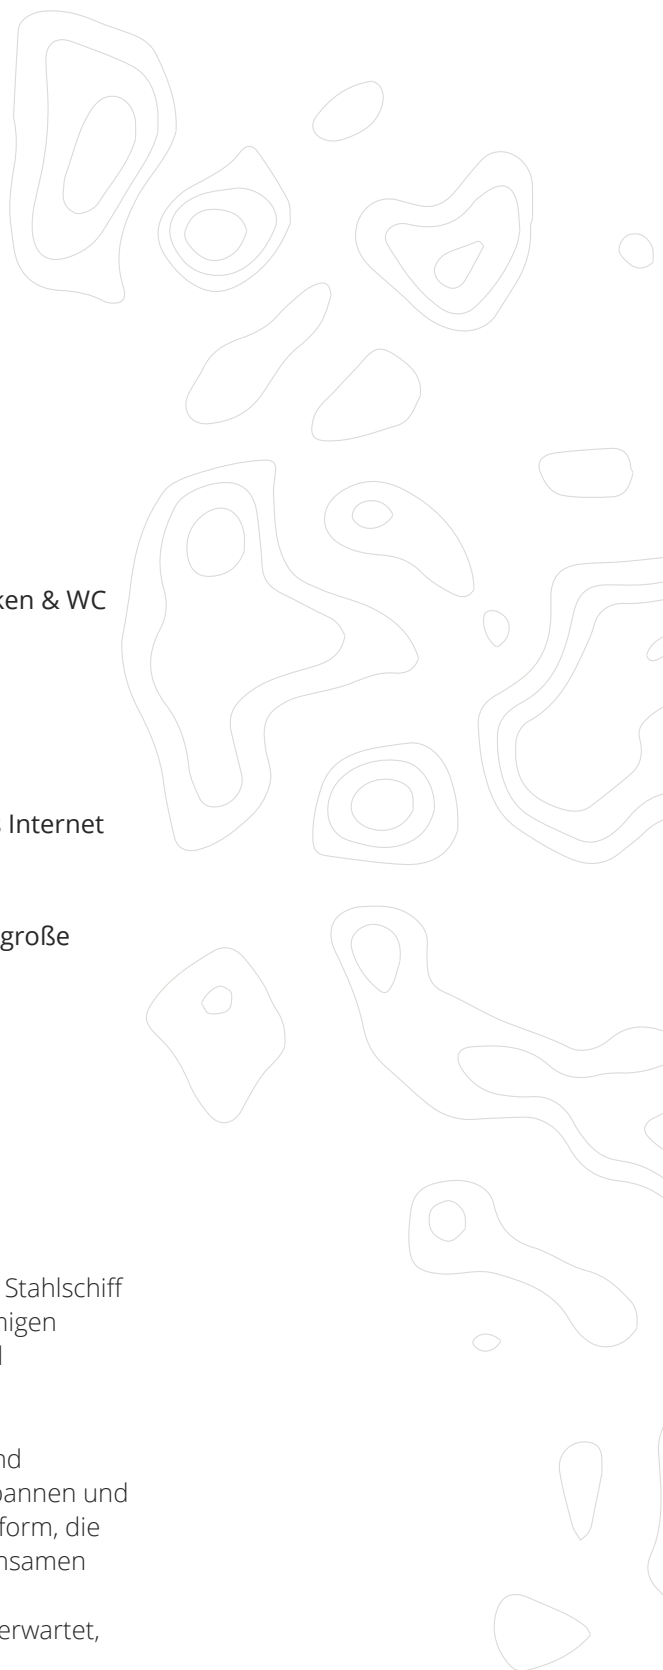 ken & WC
s Internet
große
Stahlschiff
nigen
l
nd
pannen und
form, die
nsamen
erwartet,